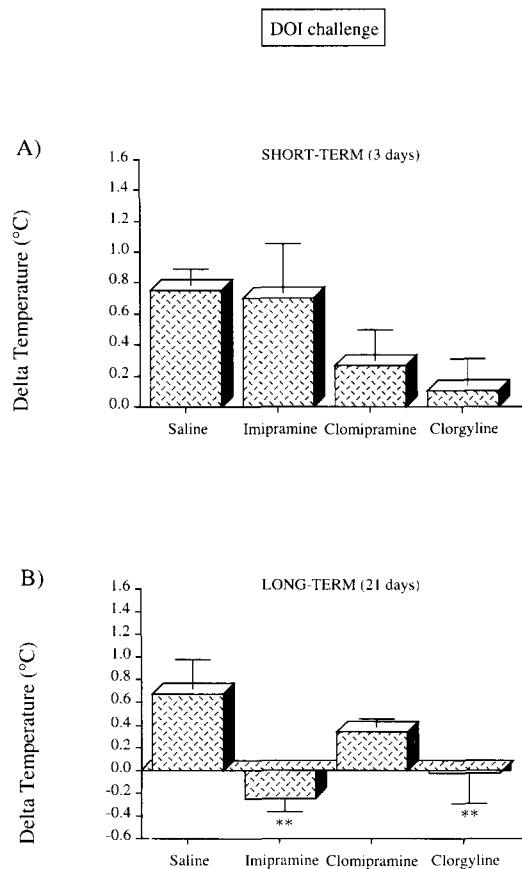 DOI challenge
A)
SHORT-TERM (3 days)
Delta Temperature (°C)
1.6
1.4
1.2
1.0
0.8
0.6
0.4
0.2
0.0
Saline Imipramine Clomipramine Clorgyline
B)
LONG-TERM (21 days)
Delta Temperature (°C)
1.6
1.4
1.2
1.0
0.8
0.6
0.4
0.2
0.0
-0.2
-0.4
-0.6
** **
Saline Imipramine Clomipramine Clorgyline